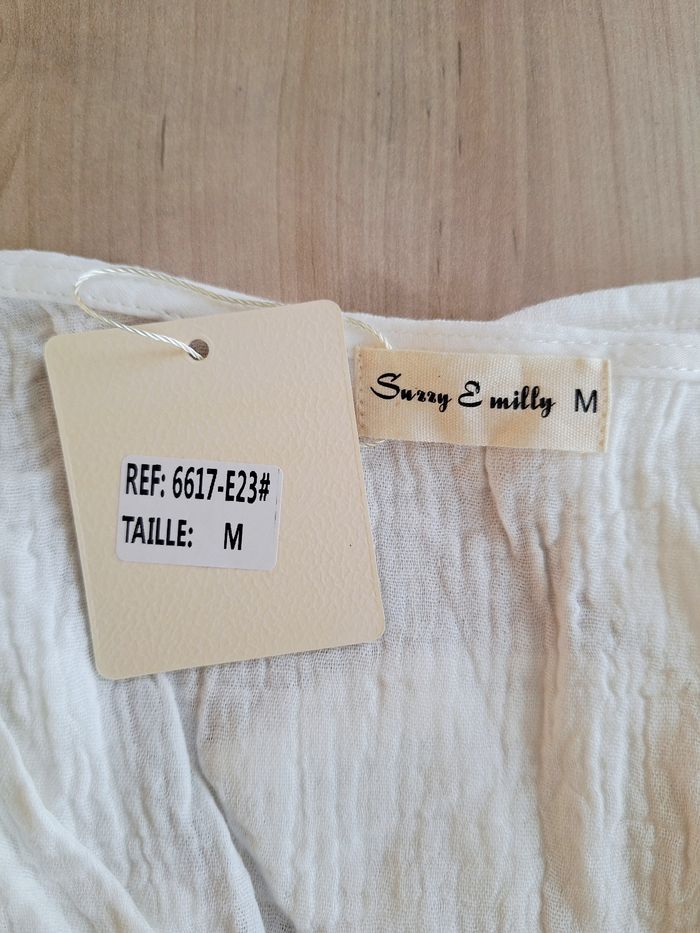 Suzzy E milly M
REF: 6617-E23#
TAILLE: M